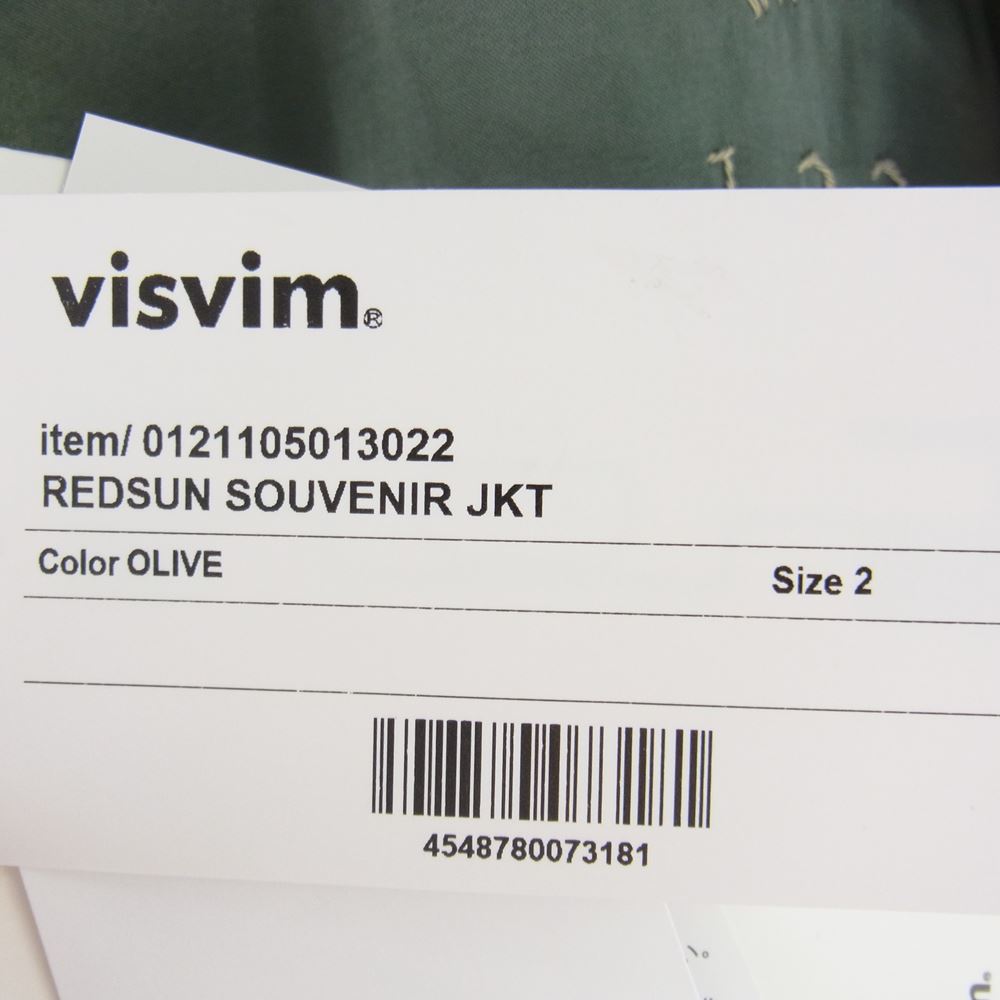 visvim®
item/ 0121105013022
REDSUN SOUVENIR JKT
Color OLIVE Size 2
4548780073181